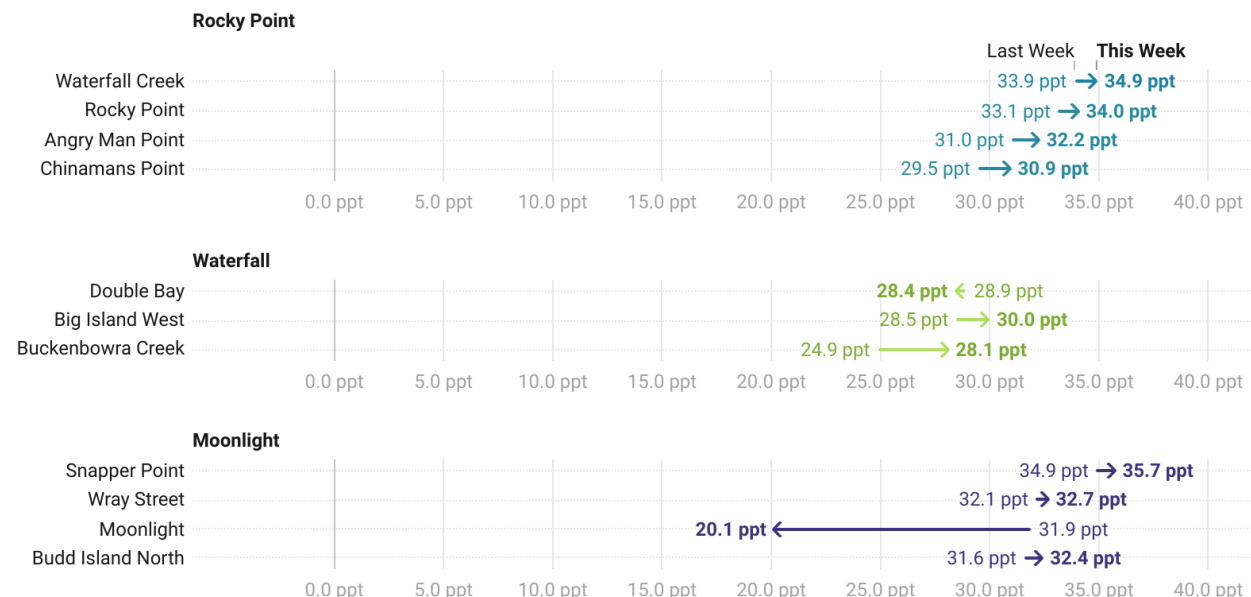 Rocky Point
Last Week This Week
Waterfall Creek 33.9 ppt 34.9 ppt
Rocky Point 33.1 ppt 34.0 ppt
Angry Man Point 31.0 ppt 32.2 ppt
Chinamans Point 29.5 ppt 30.9 ppt
0.0 ppt 5.0 ppt 10.0 ppt 15.0 ppt 20.0 ppt 25.0 ppt 30.0 ppt 35.0 ppt 40.0 ppt
Waterfall
Double Bay 28.4 ppt 28.9 ppt
Big Island West 28.5 ppt 30.0 ppt
Buckenbowra Creek 24.9 ppt 28.1 ppt
0.0 ppt 5.0 ppt 10.0 ppt 15.0 ppt 20.0 ppt 25.0 ppt 30.0 ppt 35.0 ppt 40.0 ppt
Moonlight
Snapper Point 34.9 ppt 35.7 ppt
Wray Street 32.1 ppt 32.7 ppt
Moonlight 20.1 ppt 31.9 ppt
Budd Island North 31.6 ppt 32.4 ppt
0.0 ppt 5.0 ppt 10.0 ppt 15.0 ppt 20.0 ppt 25.0 ppt 30.0 ppt 35.0 ppt 40.0 ppt